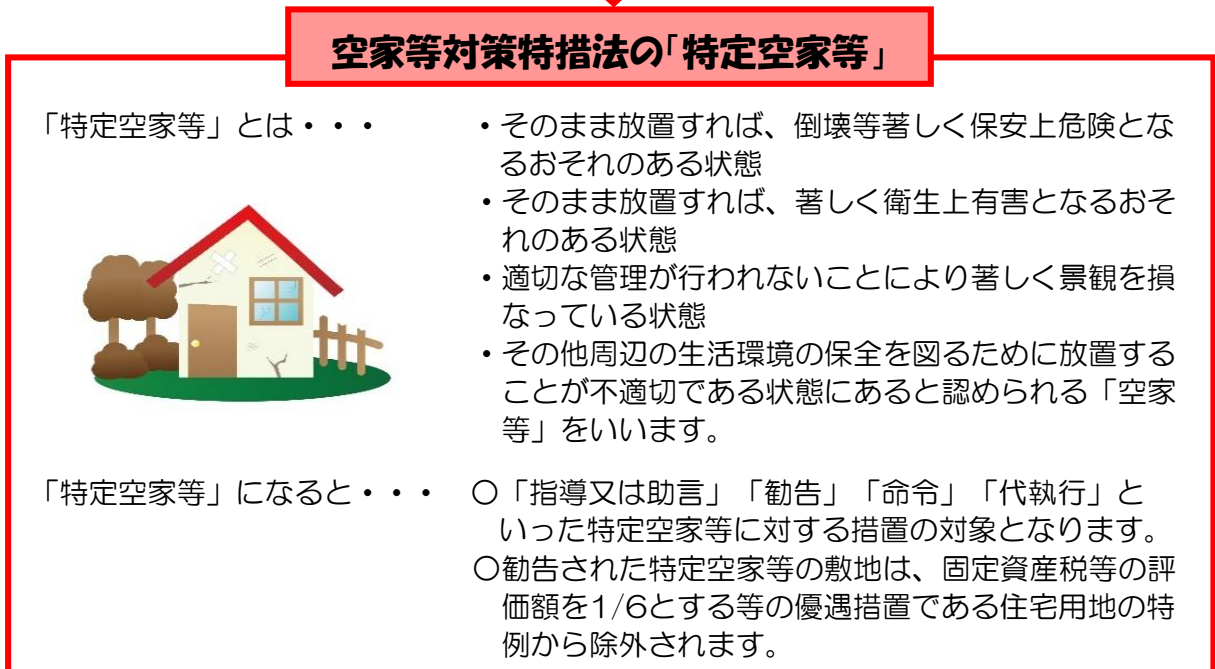 空家等対策特措法の「特定空家等」
「特定空家等」とは・・・
・そのまま放置すれば、倒壊等著しく保安上危険とな
るおそれのある状態
・そのまま放置すれば、著しく衛生上有害となるおそ
れのある状態
・適切な管理が行われないことにより著しく景観を損
なっている状態
・その他周辺の生活環境の保全を図るために放置する
ことが不適切である状態にあると認められる「空家
等」をいいます。
「特定空家等」になると・・・
〇「指導又は助言」「勧告」「命令」「代執行」と
いった特定空家等に対する措置の対象となります。
〇勧告された特定空家等の敷地は、固定資産税等の評
価額を1/6とする等の優遇措置である住宅用地の特
例から除外されます。